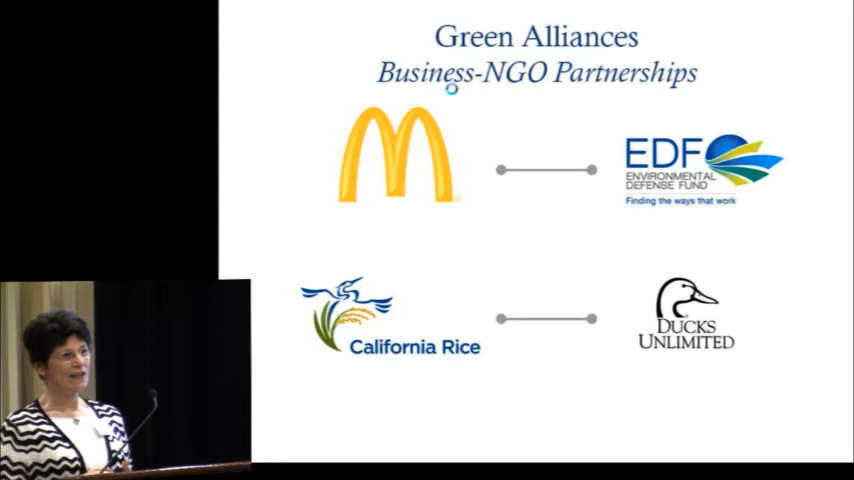 Green Alliances
Business-NGO Partnerships
EDF
ENVIRONMENTAL
DEFENSE FUND
Finding the ways that work
California Rice
DUCKS
UNLIMITED